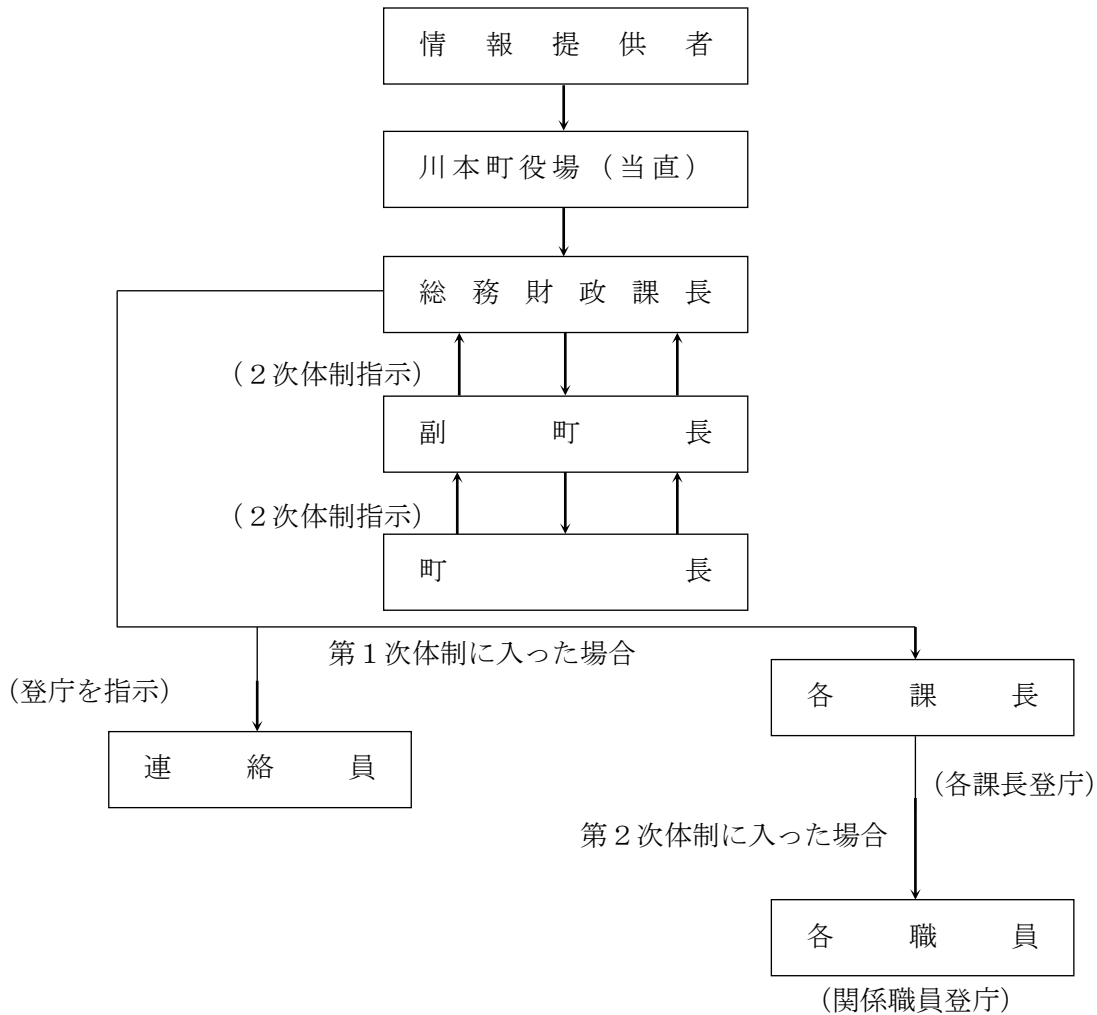 情報提供者
川本町役場（当直）
総務財政課長
（２次体制指示）
副町長
（２次体制指示）
町長
第１次体制に入った場合
（登庁を指示）
各課長
連絡員
（各課長登庁）
第２次体制に入った場合
各職員
（関係職員登庁）